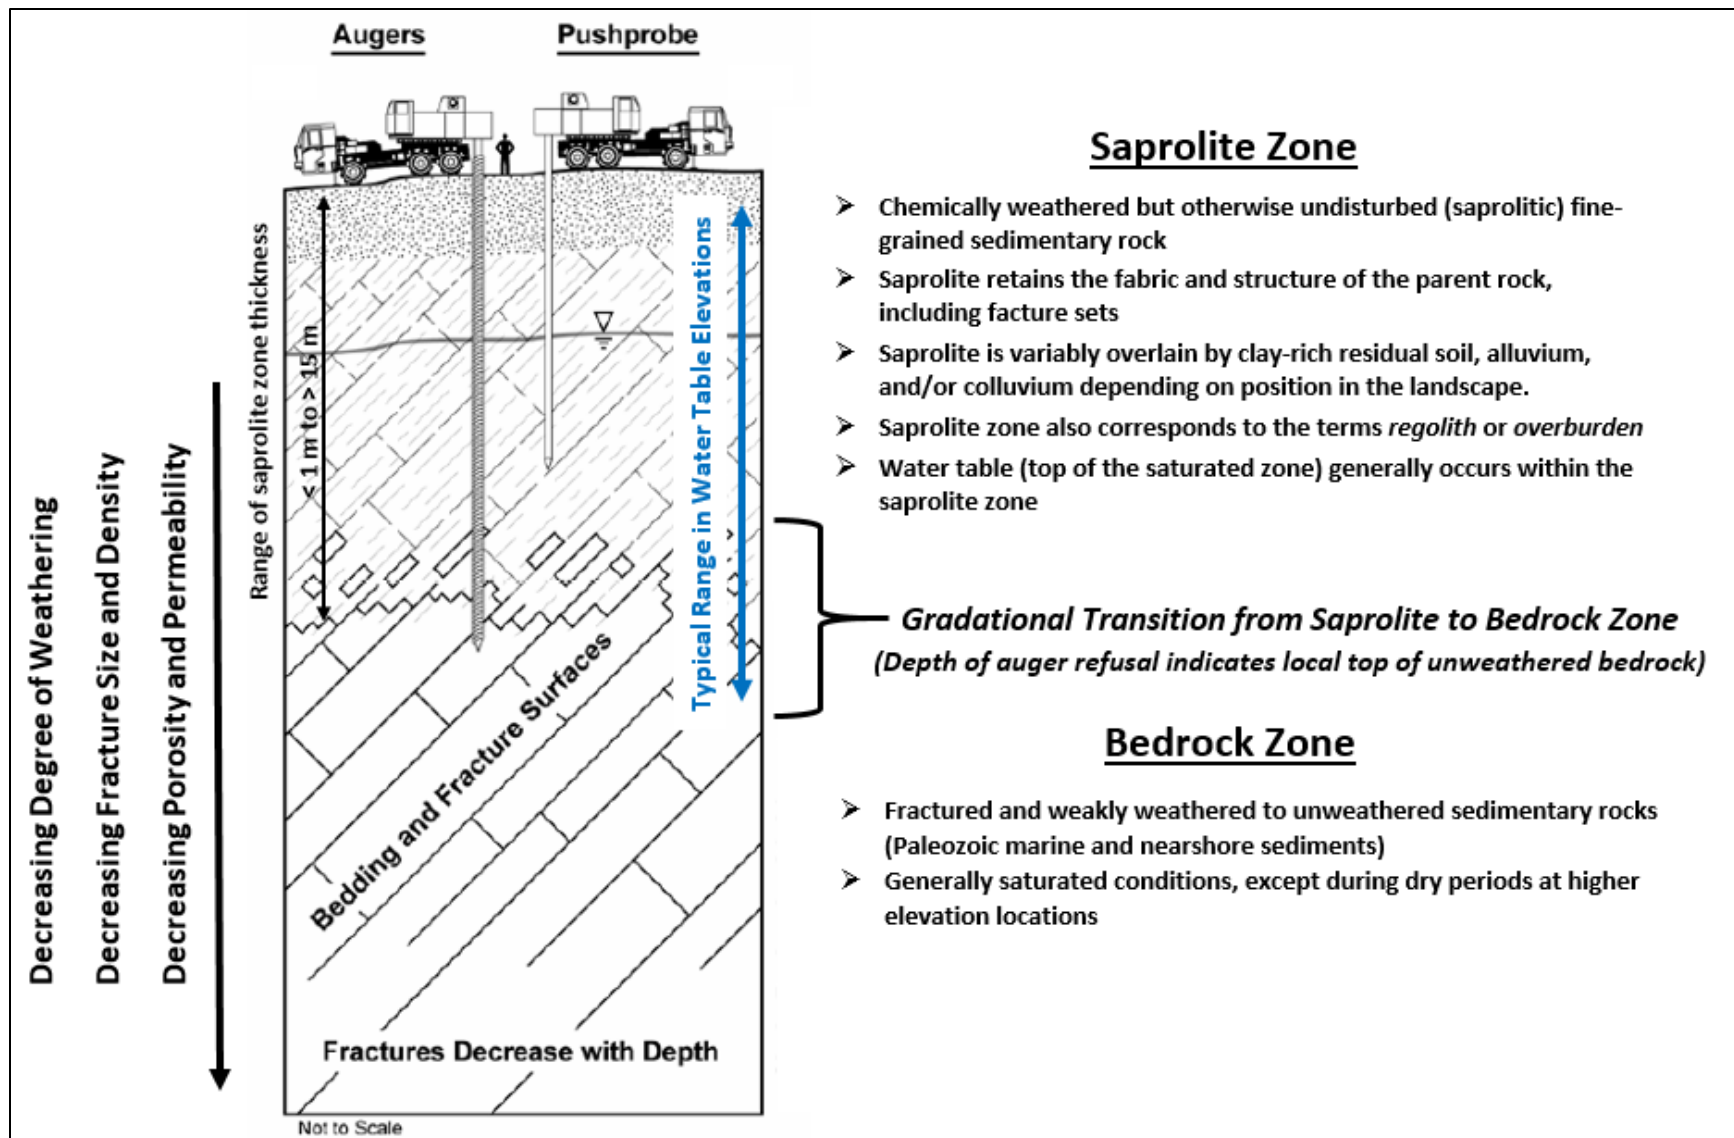 Augers
Pushprobe
Range of saprolite zone thickness
< 1 m to > 15 m
Typical Range in Water Table Elevations
Decreasing Degree of Weathering
Decreasing Fracture Size and Density
Decreasing Porosity and Permeability
Bedding and Fracture Surfaces
Fractures Decrease with Depth
Not to Scale
Saprolite Zone
➢ Chemically weathered but otherwise undisturbed (saprolitic) fine-
grained sedimentary rock
➢ Saprolite retains the fabric and structure of the parent rock,
including facture sets
➢ Saprolite is variably overlain by clay-rich residual soil, alluvium,
and/or colluvium depending on position in the landscape.
➢ Saprolite zone also corresponds to the terms regolith or overburden
➢ Water table (top of the saturated zone) generally occurs within the
saprolite zone
Gradational Transition from Saprolite to Bedrock Zone
(Depth of auger refusal indicates local top of unweathered bedrock)
Bedrock Zone
➢ Fractured and weakly weathered to unweathered sedimentary rocks
(Paleozoic marine and nearshore sediments)
➢ Generally saturated conditions, except during dry periods at higher
elevation locations